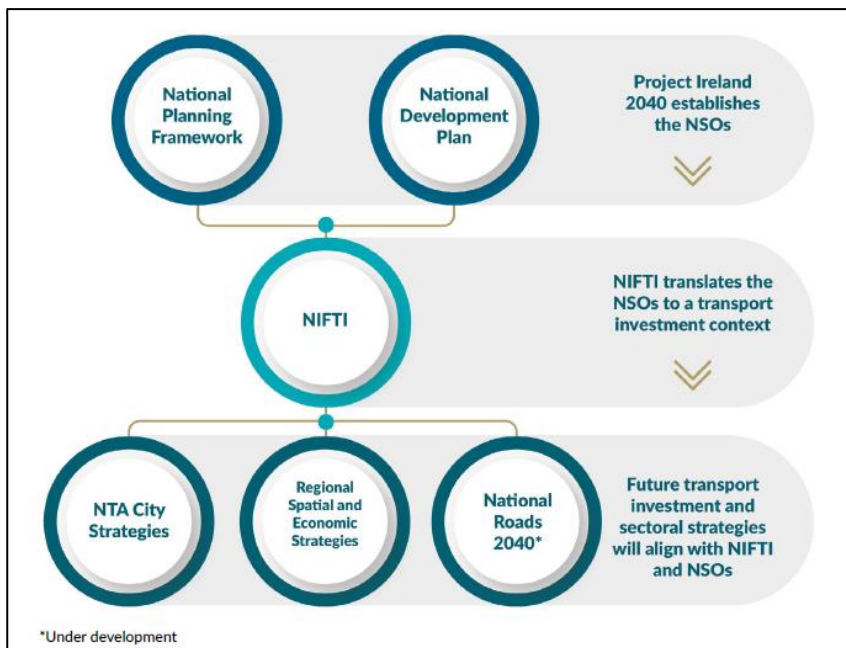 National
Planning
Framework
National
Development
Plan
Project Ireland
2040 establishes
the NSOs
NIFTI
NIFTI translates the
NSOs to a transport
investment context
NTA City
Strategies
Regional
Spatial and
Economic
Strategies
National
Roads
2040*
Future transport
investment and
sectoral strategies
will align with NIFTI
and NSOs
*Under development